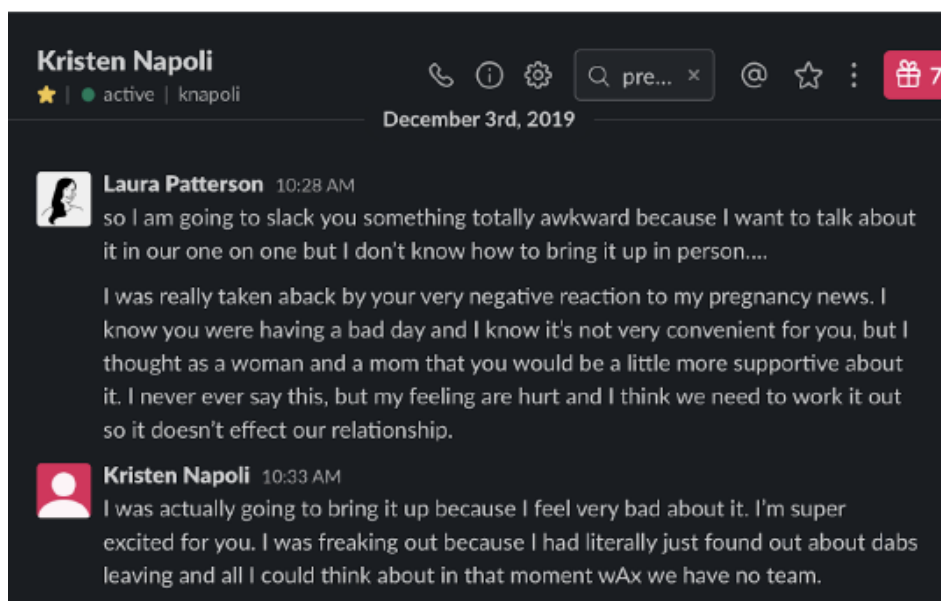 Kristen Napoli
active | knapoli
pre... ×
@
7
December 3rd, 2019
Laura Patterson 10:28 AM
so I am going to slack you something totally awkward because I want to talk about
it in our one on one but I don't know how to bring it up in person....
I was really taken aback by your very negative reaction to my pregnancy news. I
know you were having a bad day and I know it's not very convenient for you, but I
thought as a woman and a mom that you would be a little more supportive about
it. I never ever say this, but my feeling are hurt and I think we need to work it out
so it doesn't effect our relationship.
Kristen Napoli 10:33 AM
I was actually going to bring it up because I feel very bad about it. I'm super
excited for you. I was freaking out because I had literally just found out about dabs
leaving and all I could think about in that moment wAx we have no team.